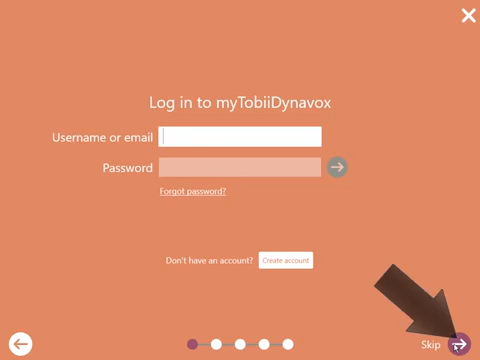 Log in to myTobiiDynavox
Username or email
Password
Forgot password?
Don't have an account? Create account
Skip